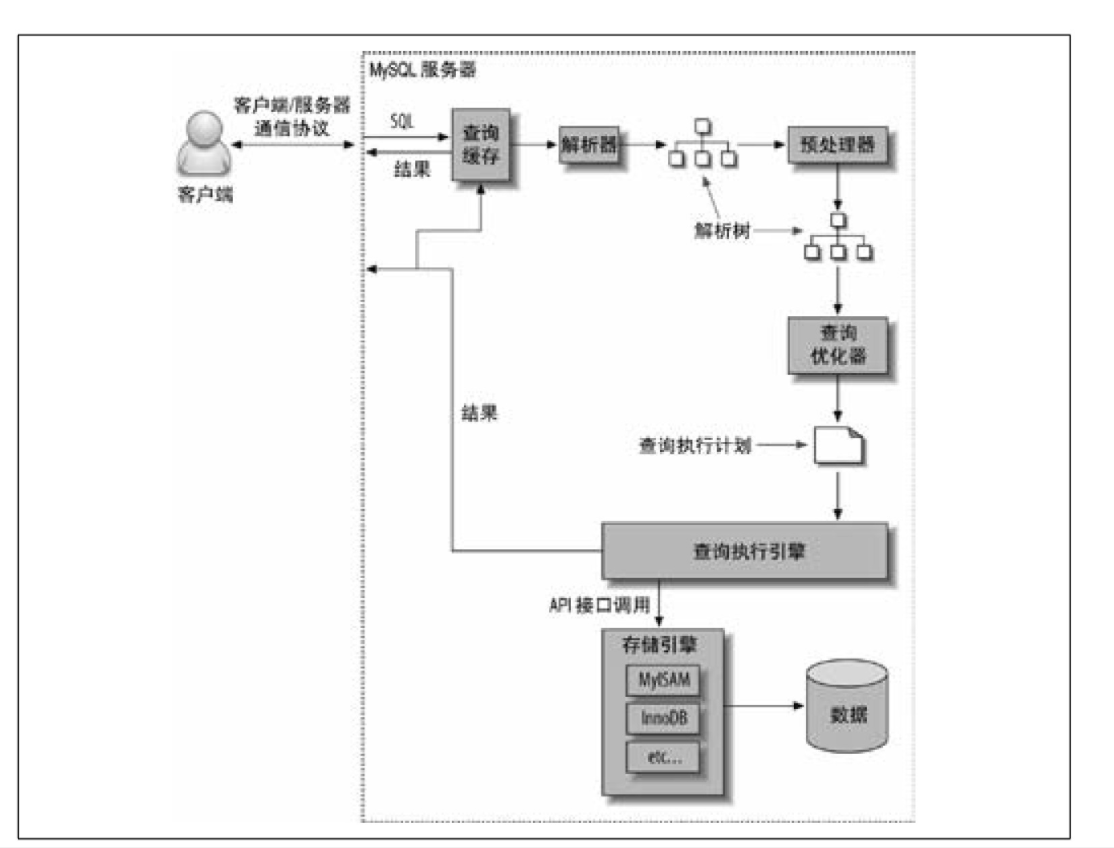 MySQL 服务器
客户端/服务器
通信协议
客户端
SQL
结果
查询
缓存
解析器
预处理器
解析树
查询
优化器
结果
查询执行计划
查询执行引擎
API 接口调用
存储引擎
MyISAM
InnoDB
etc...
数据